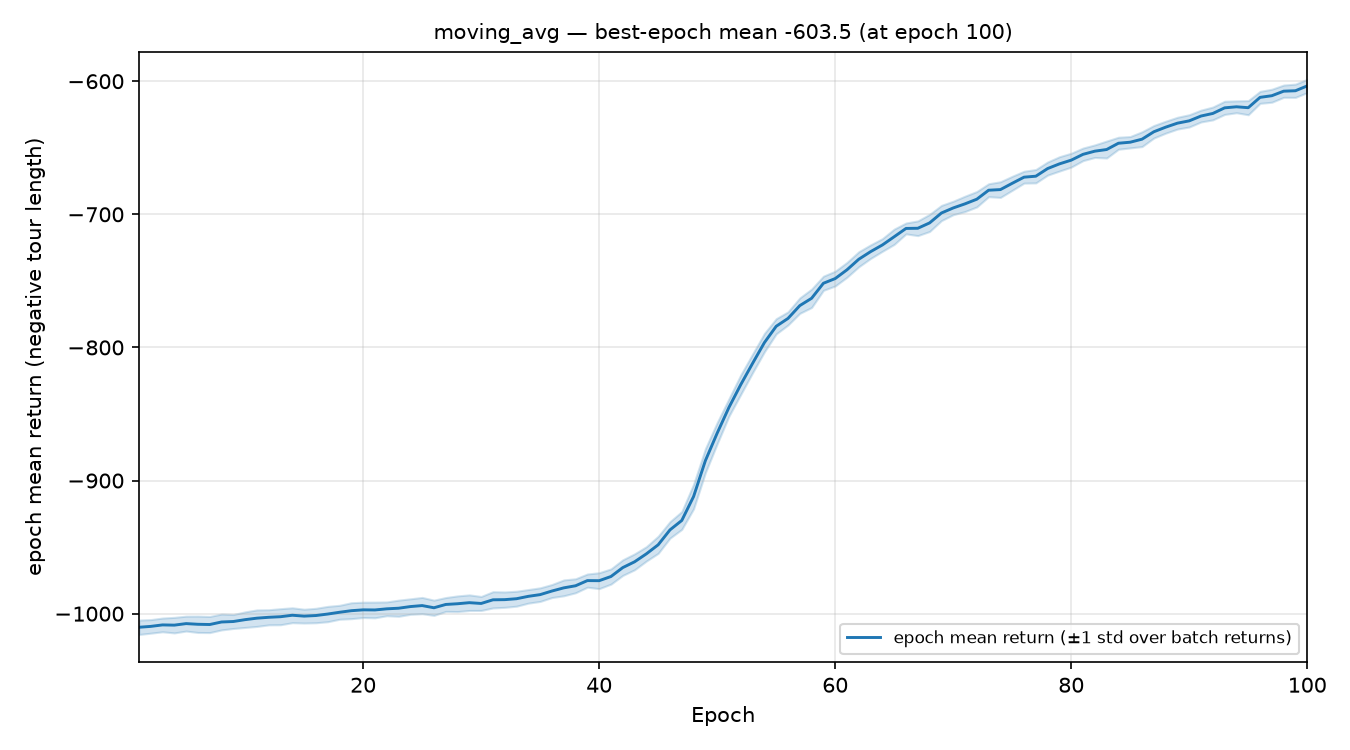 moving_avg — best-epoch mean -603.5 (at epoch 100)
epoch mean return (negative tour length)
−600
−700
−800
−900
−1000
epoch mean return (±1 std over batch returns)
20
40
60
80
100
Epoch